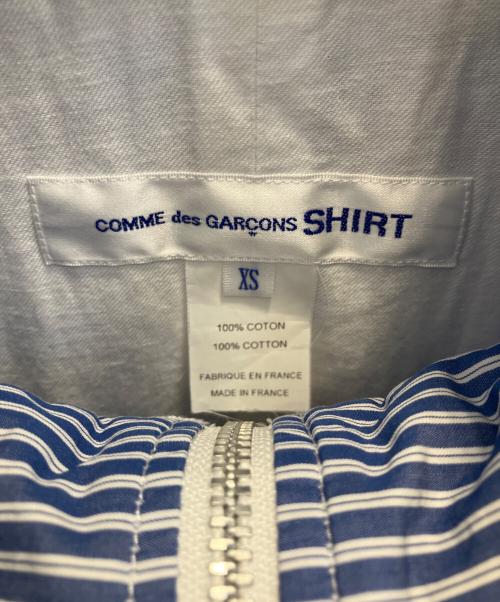 COMME des GARÇONS SHIRT
XS
100% COTON
100% COTTON
FABRIQUE EN FRANCE
MADE IN FRANCE